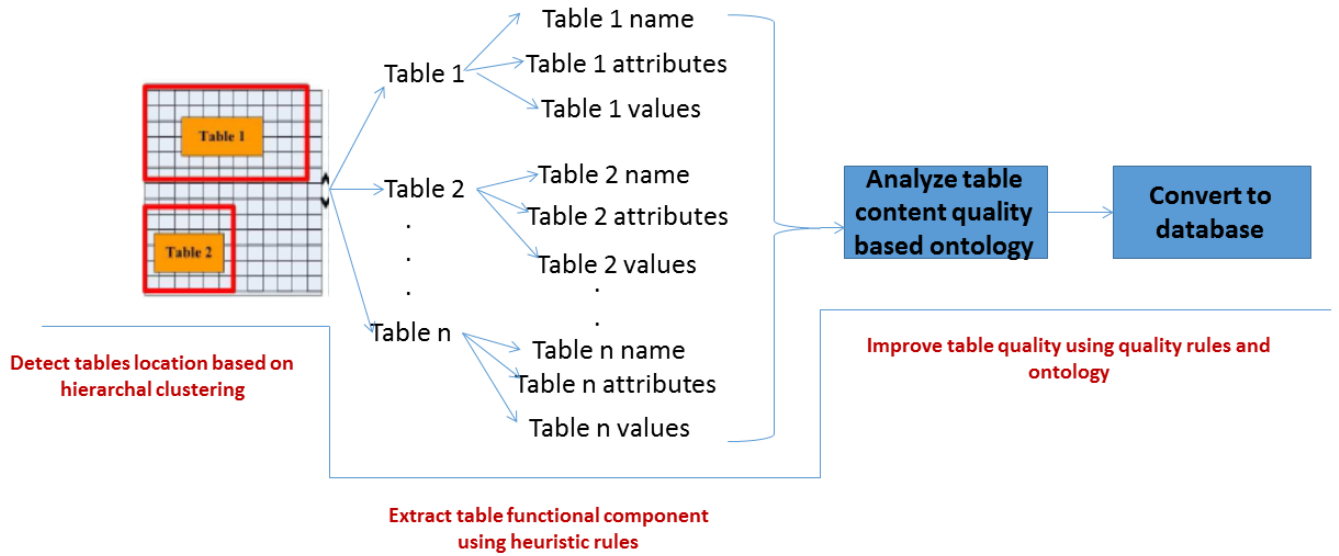 Table 1
Table 2
Table 1
Table 1 name
Table 1 attributes
Table 1 values
Table 2
Table 2 name
Table 2 attributes
Table 2 values
.
.
.
.
.
Table n
Table n name
Table n attributes
Table n values
Analyze table
content quality
based ontology
Convert to
database
Detect tables location based on
hierarchal clustering
Extract table functional component
using heuristic rules
Improve table quality using quality rules and
ontology